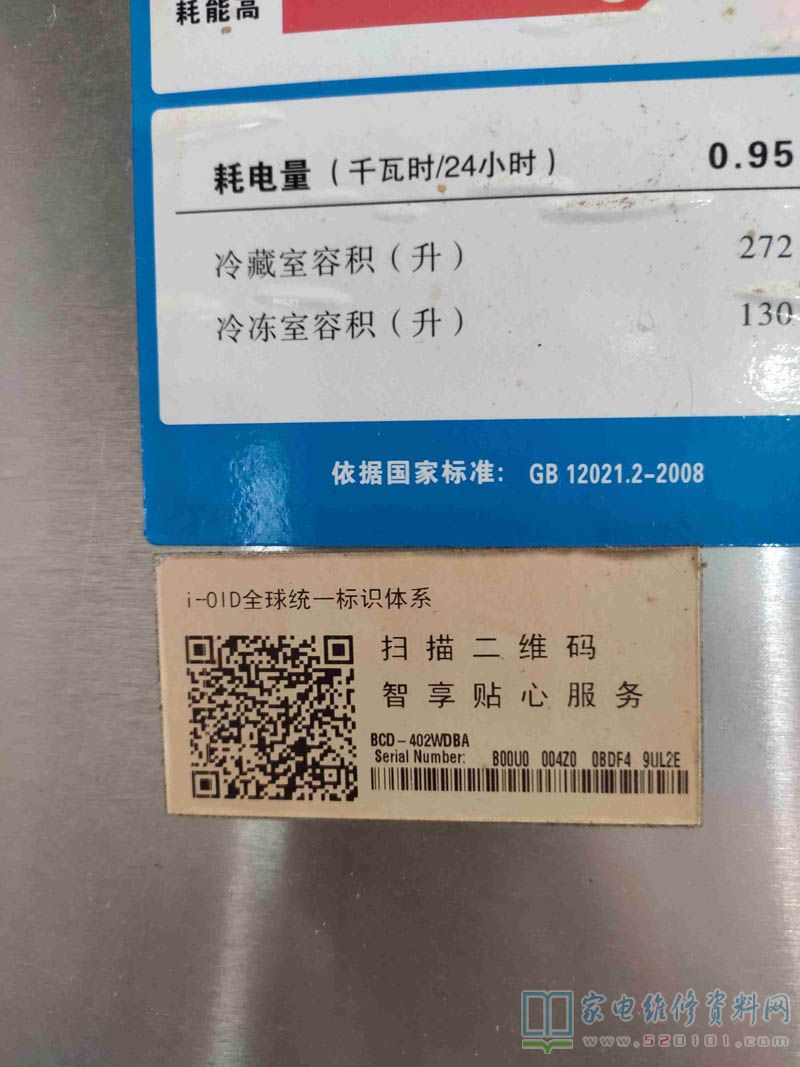 耗能高
耗电量（千瓦时/24小时） 0.95
冷藏室容积（升） 272
冷冻室容积（升） 130
依据国家标准: GB 12021.2-2008
i-OID全球统一标识体系
扫描二维码
智享贴心服务
BCD-402WDBA
Serial Number: B00U0 004Z0 0BDF4 9UL2E
家电维修资料网
www.520101.com